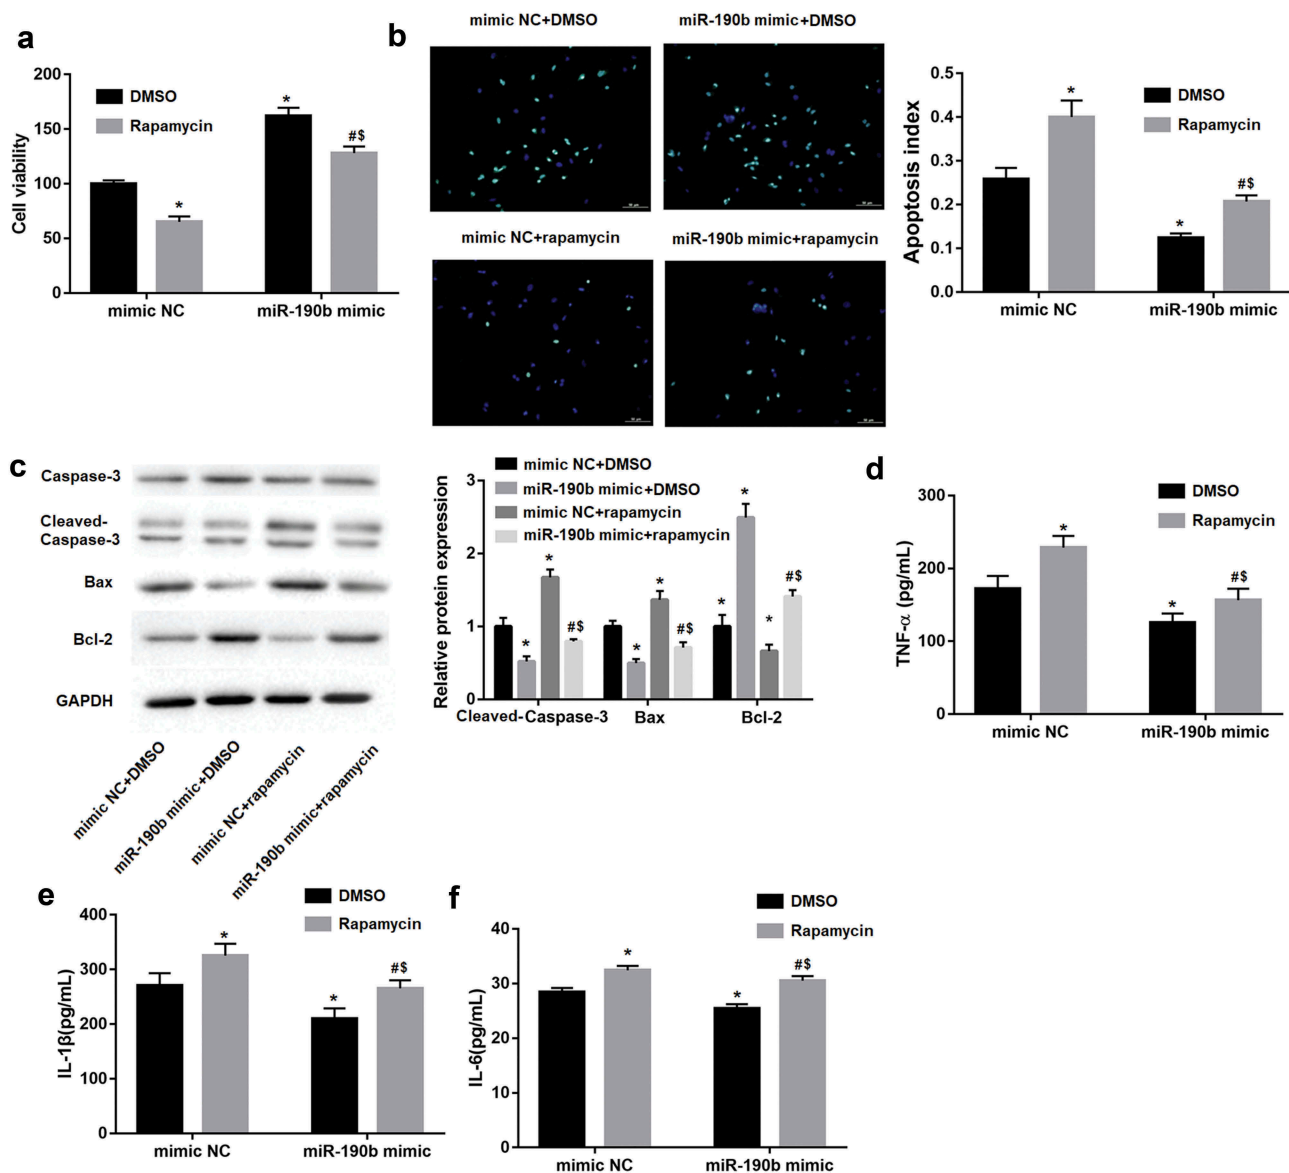 a
200
150
100
50
0
Cell viability
DMSO
Rapamycin
*
*
#$
mimic NC
miR-190b mimic
b
mimic NC+DMSO
miR-190b mimic+DMSO
mimic NC+rapamycin
miR-190b mimic+rapamycin
0.5
0.4
0.3
0.2
0.1
0.0
Apoptosis index
DMSO
Rapamycin
*
*
#$
mimic NC
miR-190b mimic
c
Caspase-3
Cleaved-
Caspase-3
Bax
Bcl-2
GAPDH
mimic NC+DMSO
miR-190b mimic+DMSO
mimic NC+rapamycin
miR-190b mimic+rapamycin
mimic NC+DMSO
miR-190b mimic+DMSO
mimic NC+rapamycin
miR-190b mimic+rapamycin
3
2
1
0
Relative protein expression
*
*
#$
*
*
#$
*
*
*
#$
Cleaved-Caspase-3
Bax
Bcl-2
d
300
200
100
0
TNF-α (pg/mL)
DMSO
Rapamycin
*
*
#$
mimic NC
miR-190b mimic
e
400
300
200
300
0
IL-1β(pg/mL)
DMSO
Rapamycin
*
*
#$
mimic NC
miR-190b mimic
f
40
30
20
10
0
IL-6(pg/mL)
DMSO
Rapamycin
*
*
#$
mimic NC
miR-190b mimic